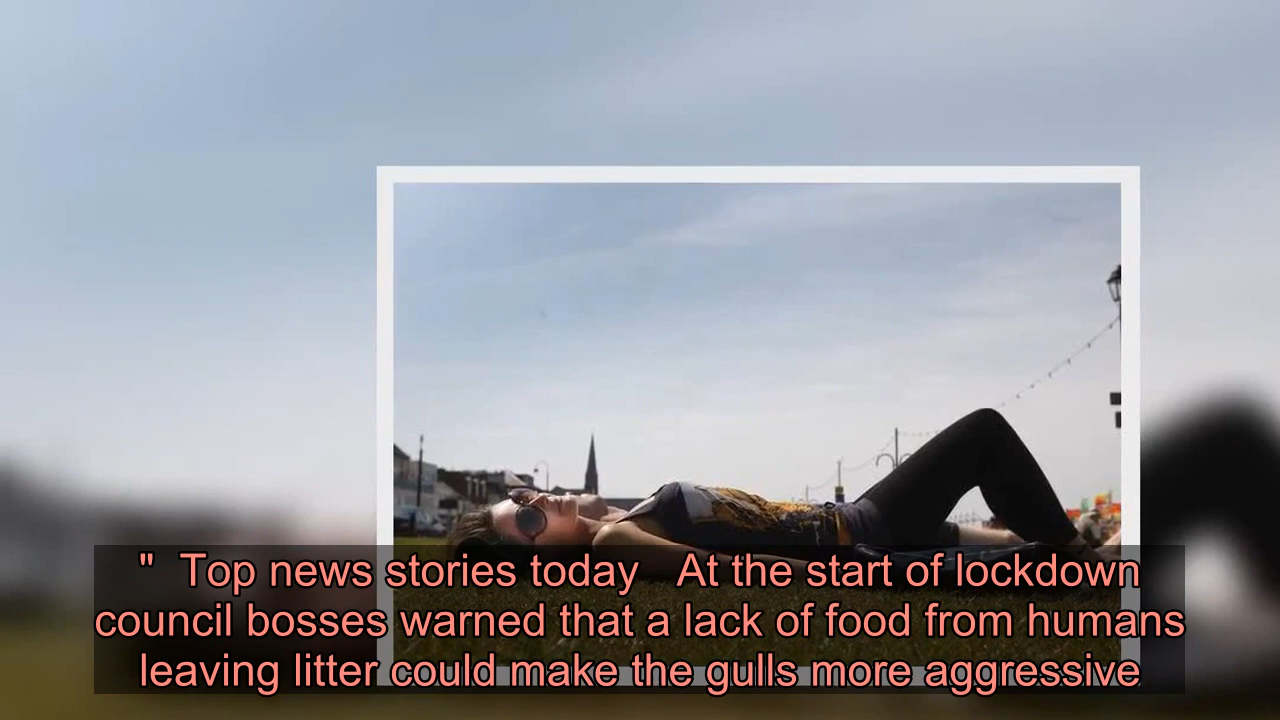 " Top news stories today At the start of lockdown
council bosses warned that a lack of food from humans
leaving litter could make the gulls more aggressive